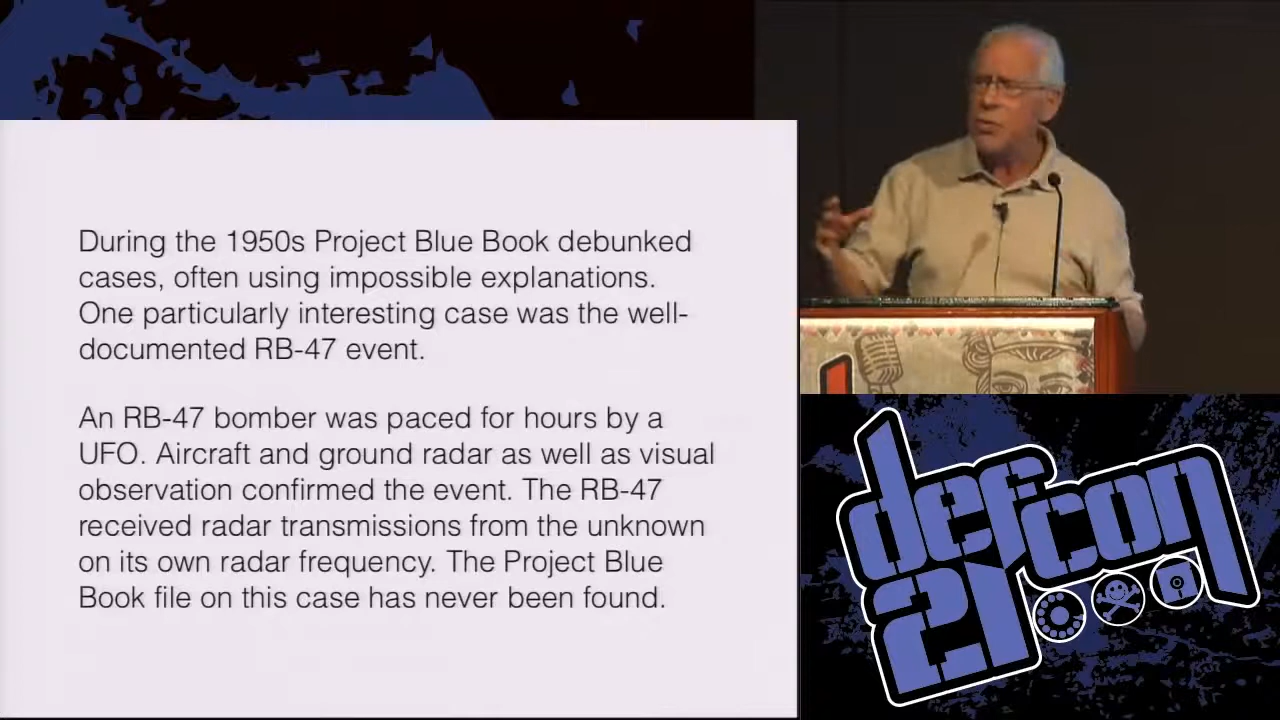 During the 1950s Project Blue Book debunked
cases, often using impossible explanations.
One particularly interesting case was the well-
documented RB-47 event.
An RB-47 bomber was paced for hours by a
UFO. Aircraft and ground radar as well as visual
observation confirmed the event. The RB-47
received radar transmissions from the unknown
on its own radar frequency. The Project Blue
Book file on this case has never been found.
defcon
21